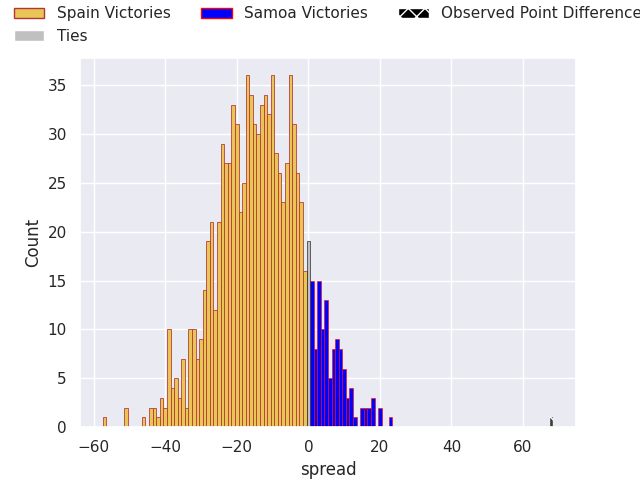 Spain Victories Samoa Victories Observed Point Difference
Ties
35
30
25
20
15
10
5
0
Count
−60 −40 −20 0 20 40 60
spread